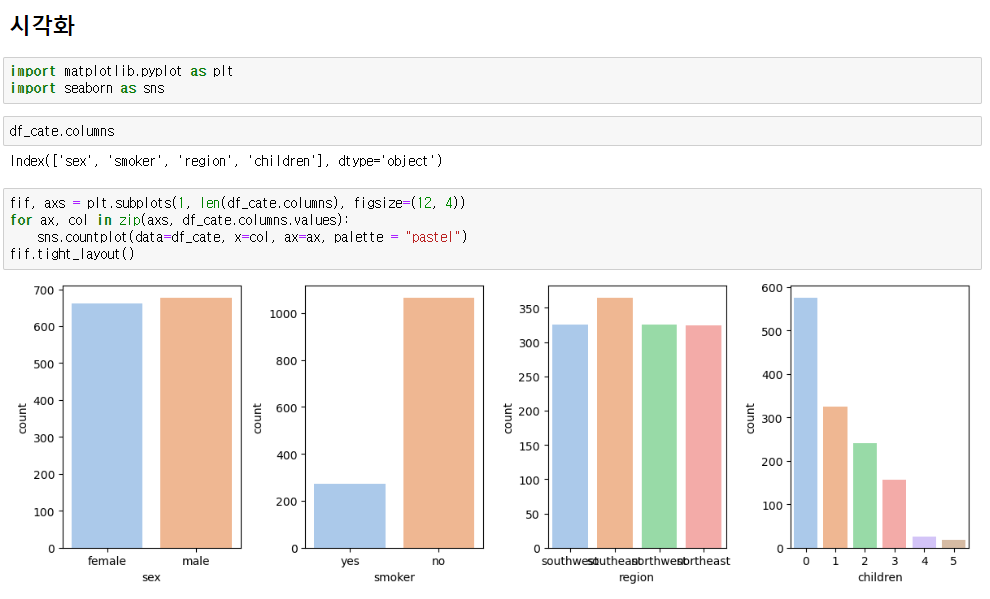 시각화
import matplotlib.pyplot as plt
import seaborn as sns
df_cate.columns
Index(['sex', 'smoker', 'region', 'children'], dtype='object')
fif, axs = plt.subplots(1, len(df_cate.columns), figsize=(12, 4))
for ax, col in zip(axs, df_cate.columns.values):
    sns.countplot(data=df_cate, x=col, ax=ax, palette = "pastel")
fif.tight_layout()
700
600
500
400
300
200
100
0
count
female male
sex
1000
800
600
400
200
0
count
yes no
smoker
350
300
250
200
150
100
50
0
count
southwest southeast northwest northeast
region
600
500
400
300
200
100
0
count
0 1 2 3 4 5
children